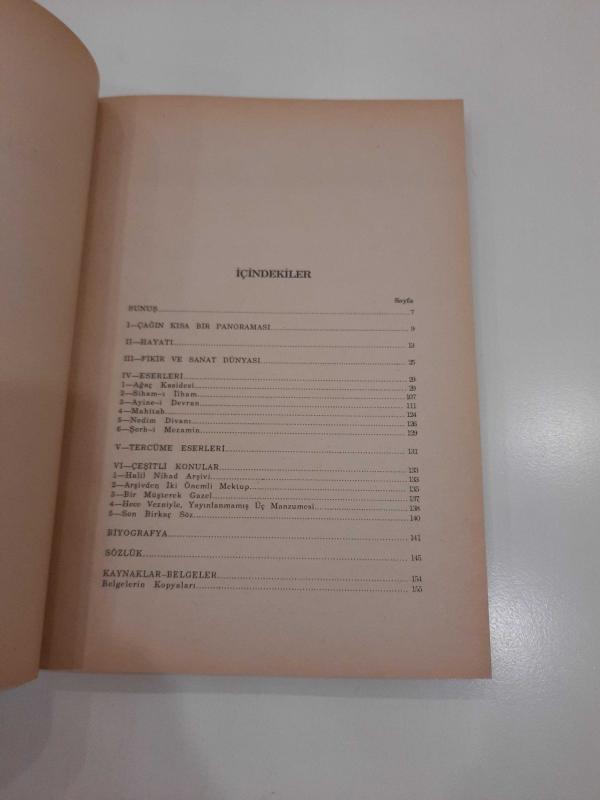 İÇİNDEKİLER
Sayfa
SUNUŞ 7
I—ÇAĞIN KISA BİR PANORAMASI 9
II—HAYATI 13
III—FİKİR VE SANAT DÜNYASI 25
IV—ESERLERİ 29
1—Ağaç Kasidesi 29
2—Siham-ı İlham 107
3—Ayine-i Devran 111
4—Mahitab 124
5—Nedim Divanı 126
6—Şerh-i Mezamin 129
V—TERCÜME ESERLERİ 131
VI—ÇEŞİTLİ KONULAR 133
1—Halil Nihad Arşivi 133
2—Arşivden İki Önemli Mektup 135
3—Bir Müşterek Gazel 137
4—Hece Vezniyle, Yayınlanmamış Üç Manzumesi 138
5—Son Birkaç Söz 140
BİYOGRAFYA 141
SÖZLÜK 145
KAYNAKLAR-BELGELER 154
Belgelerin Kopyaları 155